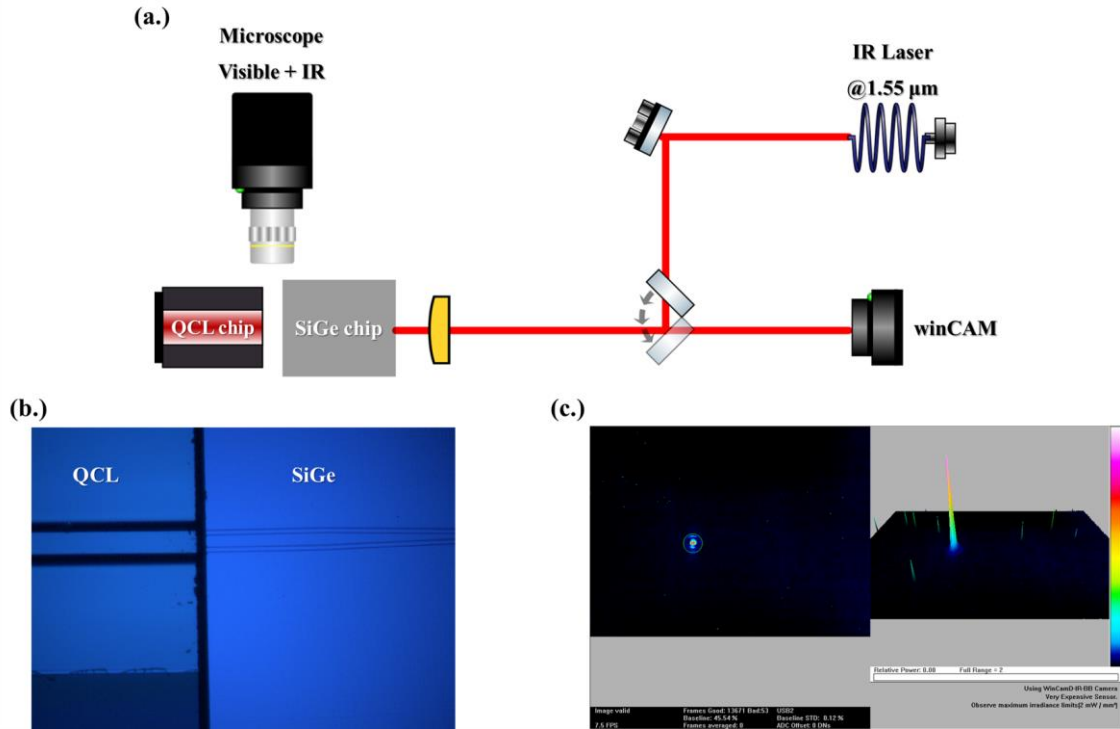 (a.)
Microscope
Visible + IR
IR Laser
@1.55 μm
QCL chip
SiGe chip
winCAM
(b.)
QCL
SiGe
(c.)
Relative Power: 0.00 Full Range = 2
Using WinCamD-IR-BB Camera
Very Expensive Sensor.
Observe maximum irradiance limits(2 mW / mm²)
Image valid
Frames Good: 13671 Bad:53 USB2
Baseline: 45.54 % Baseline STD: 0.12 %
7.5 FPS Frames averaged: 0 ADC Offset: 0 DNs